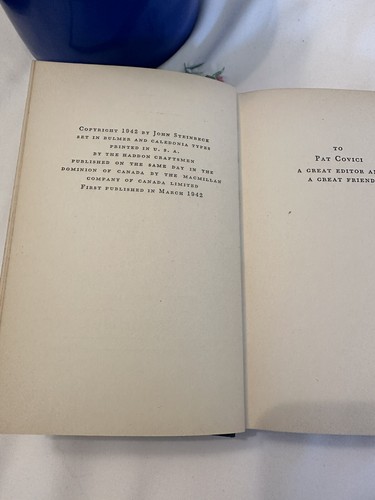 COPYRIGHT 1942 BY JOHN STEINBECK
SET IN BULMER AND CALEDONIA TYPES
PRINTED IN U. S. A.
BY THE HADDON CRAFTSMEN
PUBLISHED ON THE SAME DAY IN THE
DOMINION OF CANADA BY THE MACMILLAN
COMPANY OF CANADA LIMITED
FIRST PUBLISHED IN MARCH 1942
TO
PAT COVICI
A GREAT EDITOR
A GREAT FRIEND